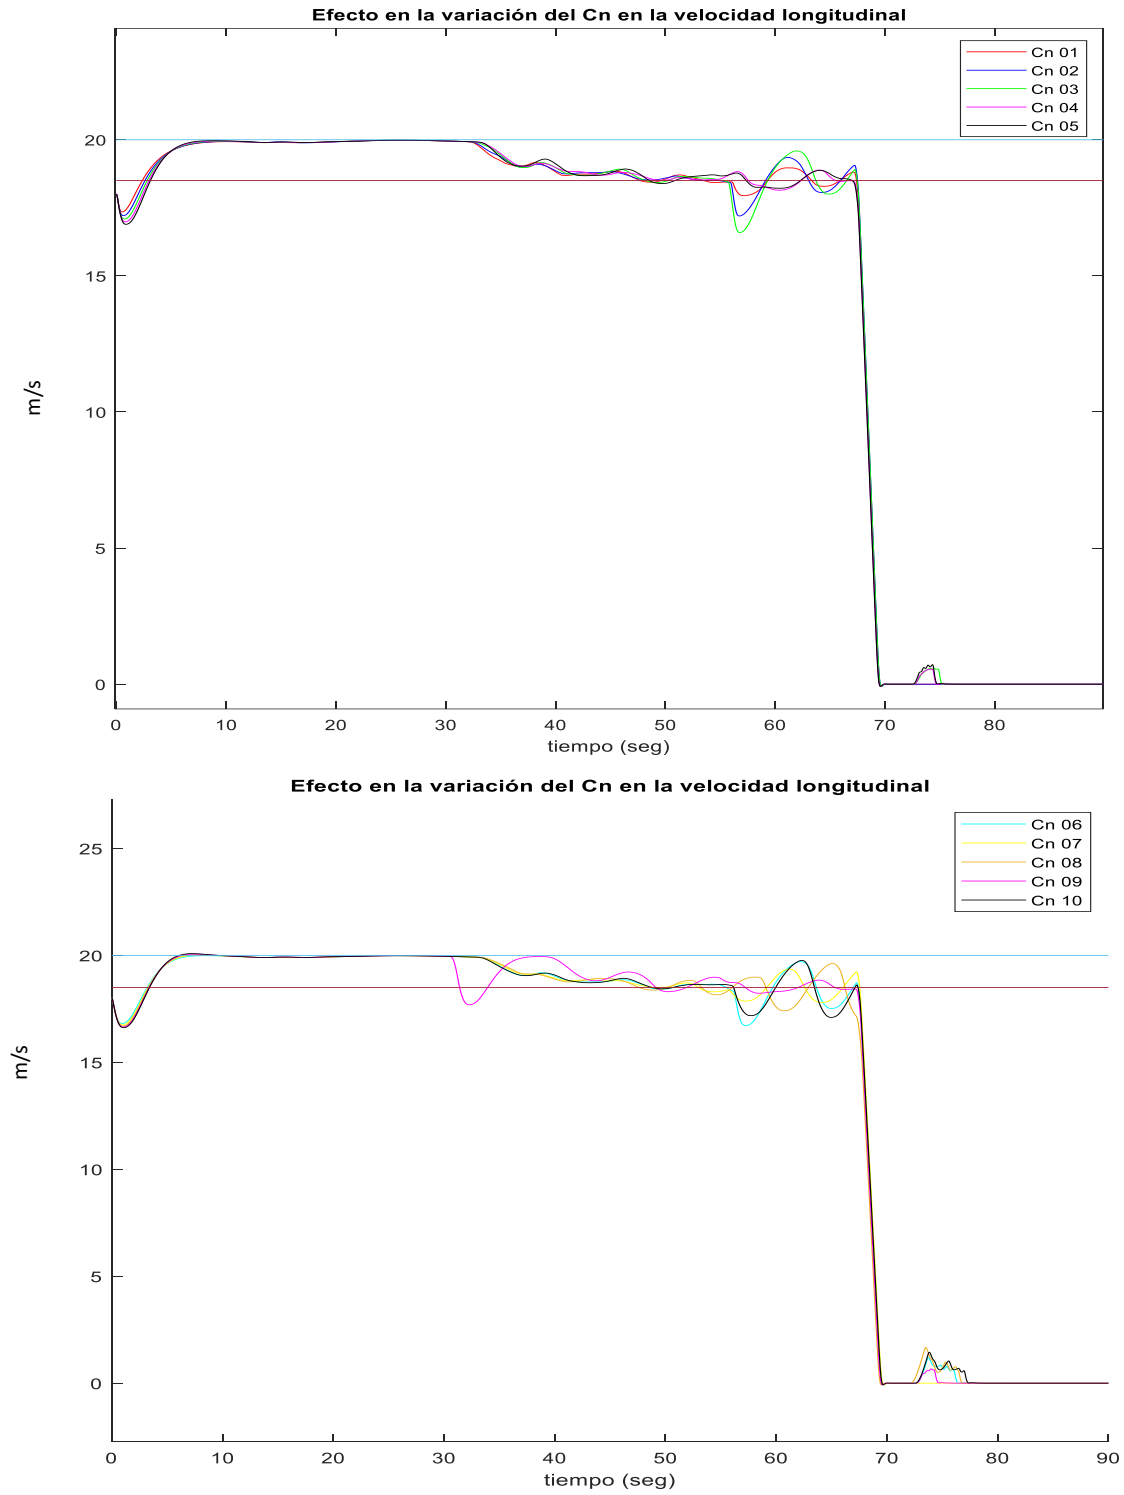 Efecto en la variación del Cn en la velocidad longitudinal
Cn 01
Cn 02
Cn 03
Cn 04
Cn 05
20
15
10
5
0
m/s
0 10 20 30 40 50 60 70 80
tiempo (seg)
Efecto en la variación del Cn en la velocidad longitudinal
Cn 06
Cn 07
Cn 08
Cn 09
Cn 10
25
20
15
10
5
0
m/s
0 10 20 30 40 50 60 70 80 90
tiempo (seg)